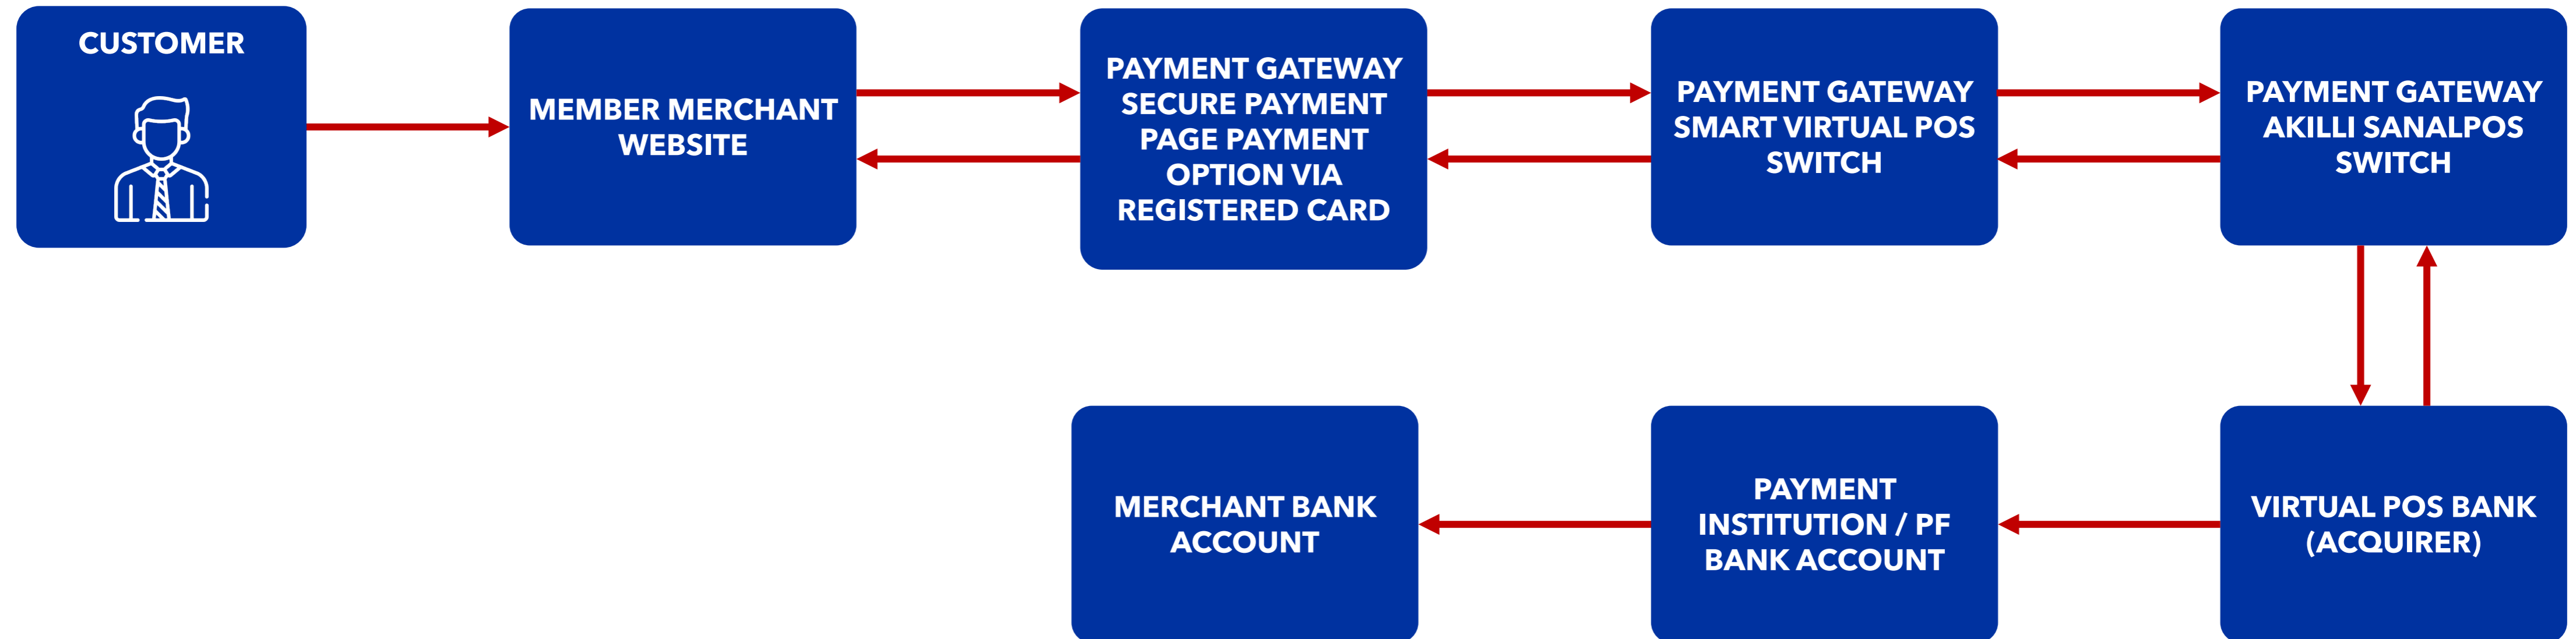 CUSTOMER
MEMBER MERCHANT
WEBSITE
PAYMENT GATEWAY
SECURE PAYMENT
PAGE PAYMENT
OPTION VIA
REGISTERED CARD
PAYMENT GATEWAY
SMART VIRTUAL POS
SWITCH
PAYMENT GATEWAY
AKILLI SANALPOS
SWITCH
MERCHANT BANK
ACCOUNT
PAYMENT
INSTITUTION / PF
BANK ACCOUNT
VIRTUAL POS BANK
(ACQUIRER)